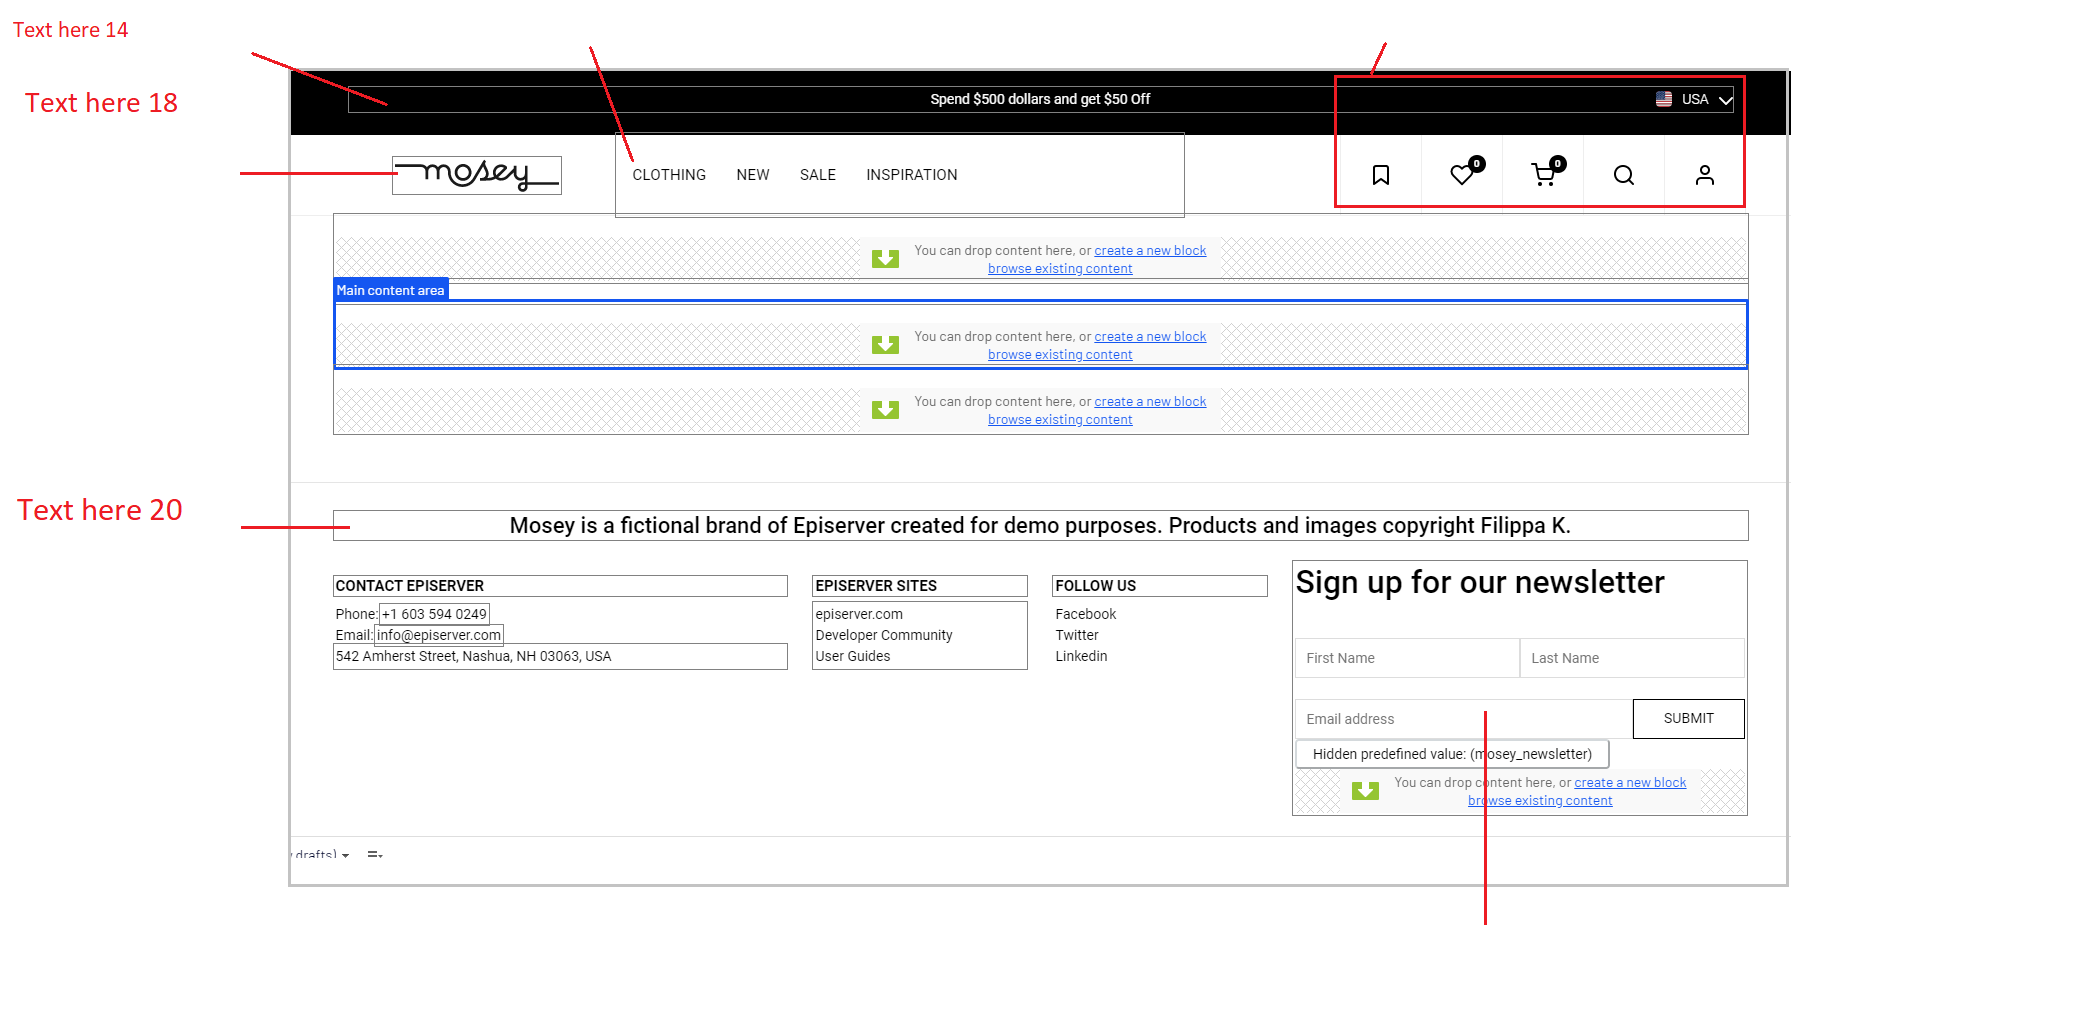 Text here 14
Text here 18
Spend $500 dollars and get $50 Off
USA
mosey
CLOTHING NEW SALE INSPIRATION
0 0
You can drop content here, or create a new block
browse existing content
Main content area
You can drop content here, or create a new block
browse existing content
You can drop content here, or create a new block
browse existing content
Text here 20
Mosey is a fictional brand of Episerver created for demo purposes. Products and images copyright Filippa K.
CONTACT EPISERVER
Phone: +1 603 594 0249
Email: info@episerver.com
542 Amherst Street, Nashua, NH 03063, USA
EPISERVER SITES
episerver.com
Developer Community
User Guides
FOLLOW US
Facebook
Twitter
Linkedin
Sign up for our newsletter
First Name Last Name
Email address SUBMIT
Hidden predefined value: (mosey_newsletter)
You can drop content here, or create a new block
browse existing content
drafts)